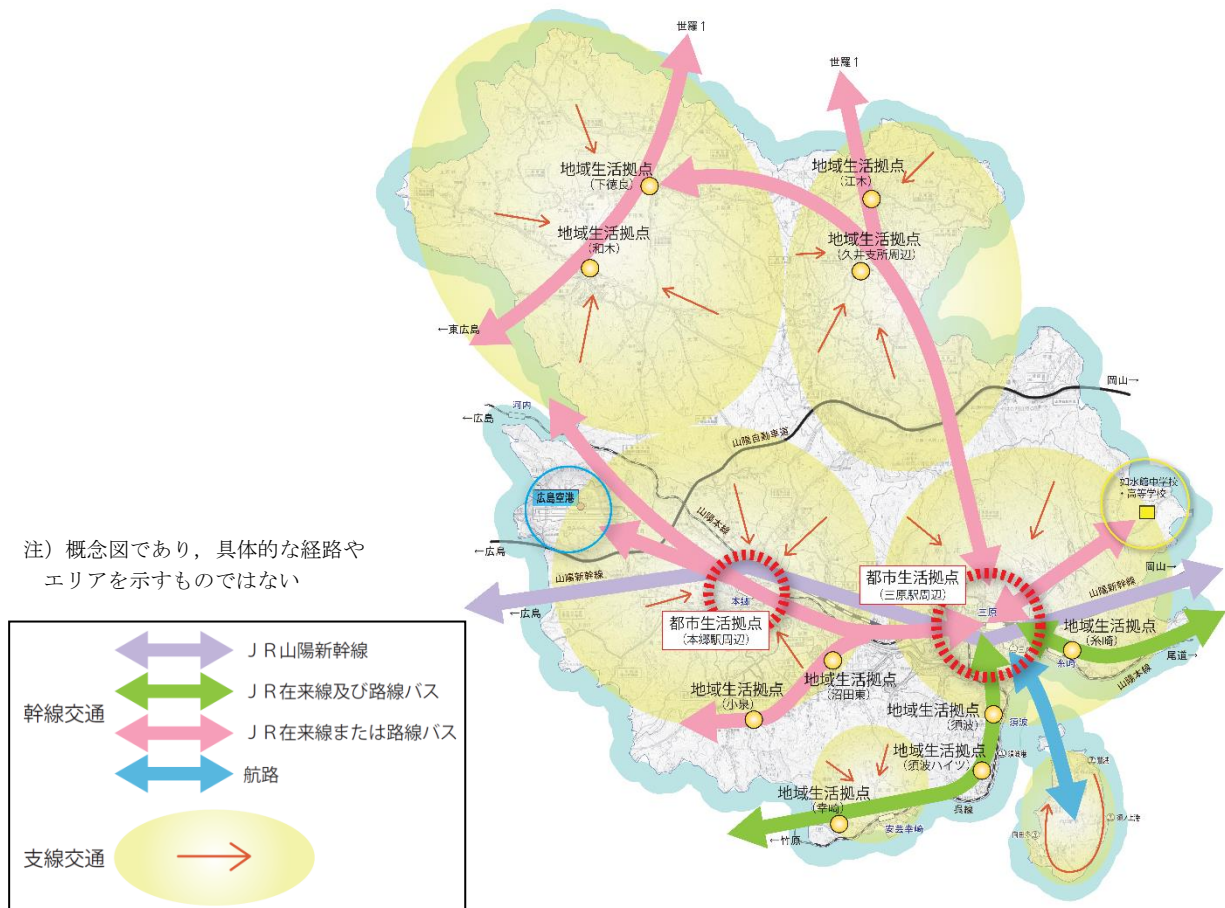 世羅1
世羅1
地域生活拠点
(下徳良)
地域生活拠点
(江木)
地域生活拠点
(和木)
地域生活拠点
(久井支所周辺)
←東広島
岡山→
河内
←広島
山陽自動車道
広島空港
如水館中学校
・高等学校
山陽本線
←広島
山陽新幹線
岡山→
山陽新幹線
←広島
本郷
都市生活拠点
(三原駅周辺)
三原
都市生活拠点
(本郷駅周辺)
地域生活拠点
(糸崎)
糸崎
尾道→
山陽本線
地域生活拠点
(沼田東)
地域生活拠点
(小泉)
地域生活拠点
(須波)
須波
地域生活拠点
(須波ハイツ)
地域生活拠点
(幸崎)
呉線
安芸幸崎
←竹原
注)概念図であり,具体的な経路や
エリアを示すものではない
幹線交通
JR山陽新幹線
JR在来線及び路線バス
JR在来線または路線バス
航路
支線交通